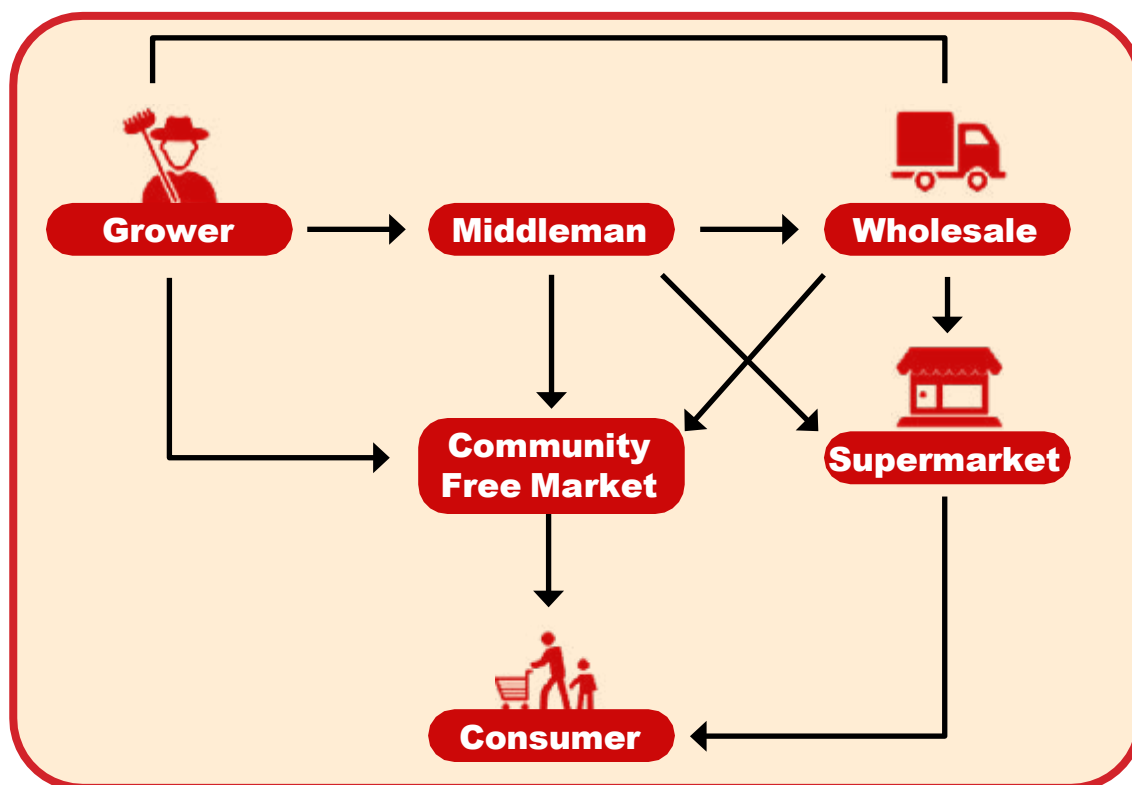 Grower
Middleman
Wholesale
Community
Free Market
Supermarket
Consumer